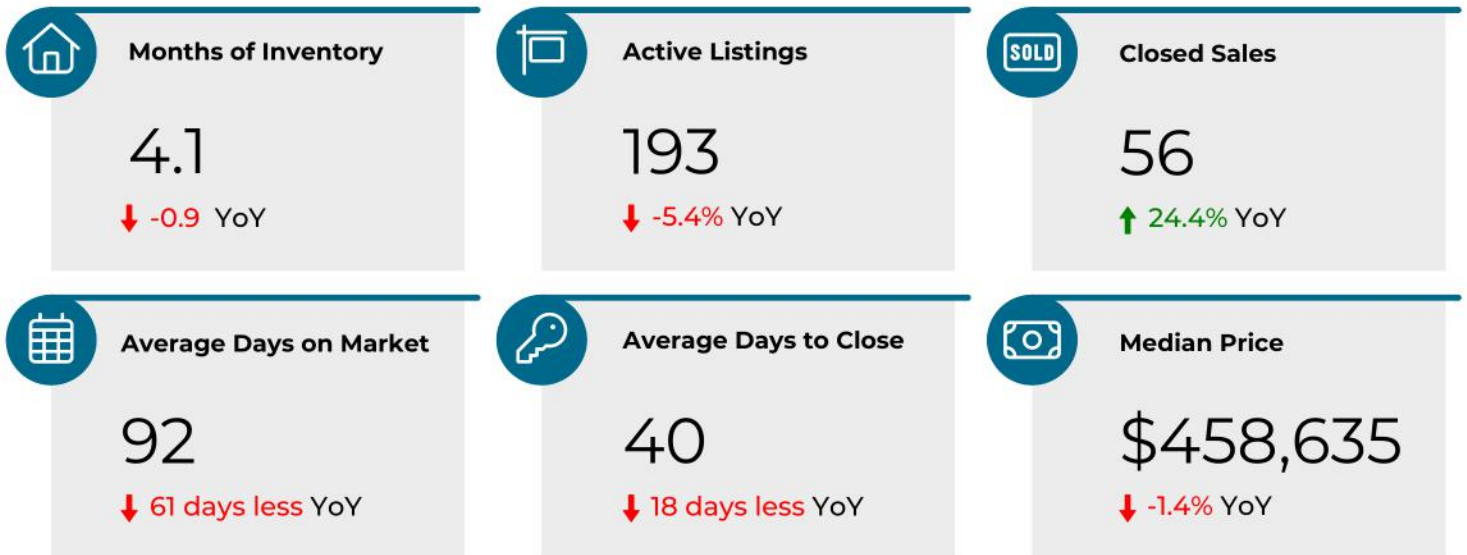 Months of Inventory
4.1
-0.9 YoY
Active Listings
193
-5.4% YoY
SOLD
Closed Sales
56
24.4% YoY
Average Days on Market
92
61 days less YoY
Average Days to Close
40
18 days less YoY
Median Price
$458,635
-1.4% YoY